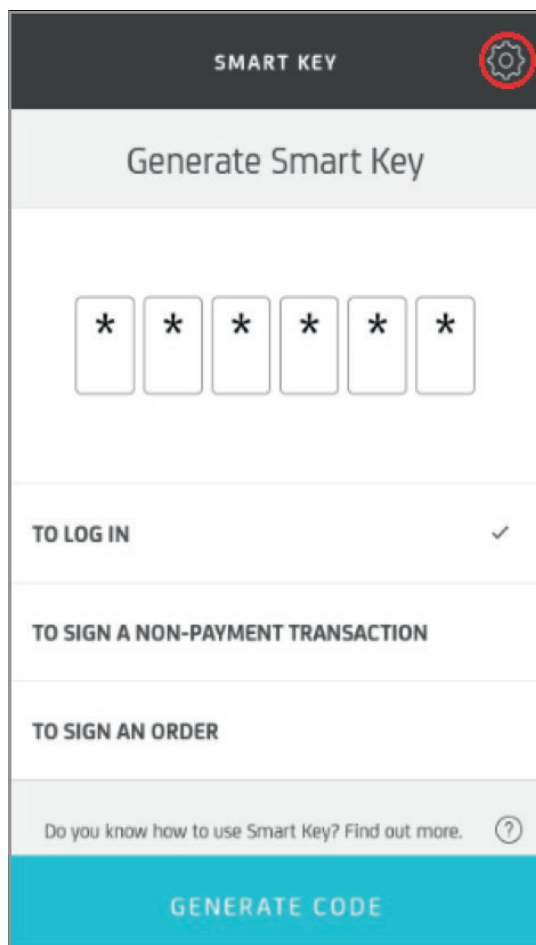 SMART KEY
Generate Smart Key
* * * * * *
TO LOG IN
TO SIGN A NON-PAYMENT TRANSACTION
TO SIGN AN ORDER
Do you know how to use Smart Key? Find out more. ?
GENERATE CODE